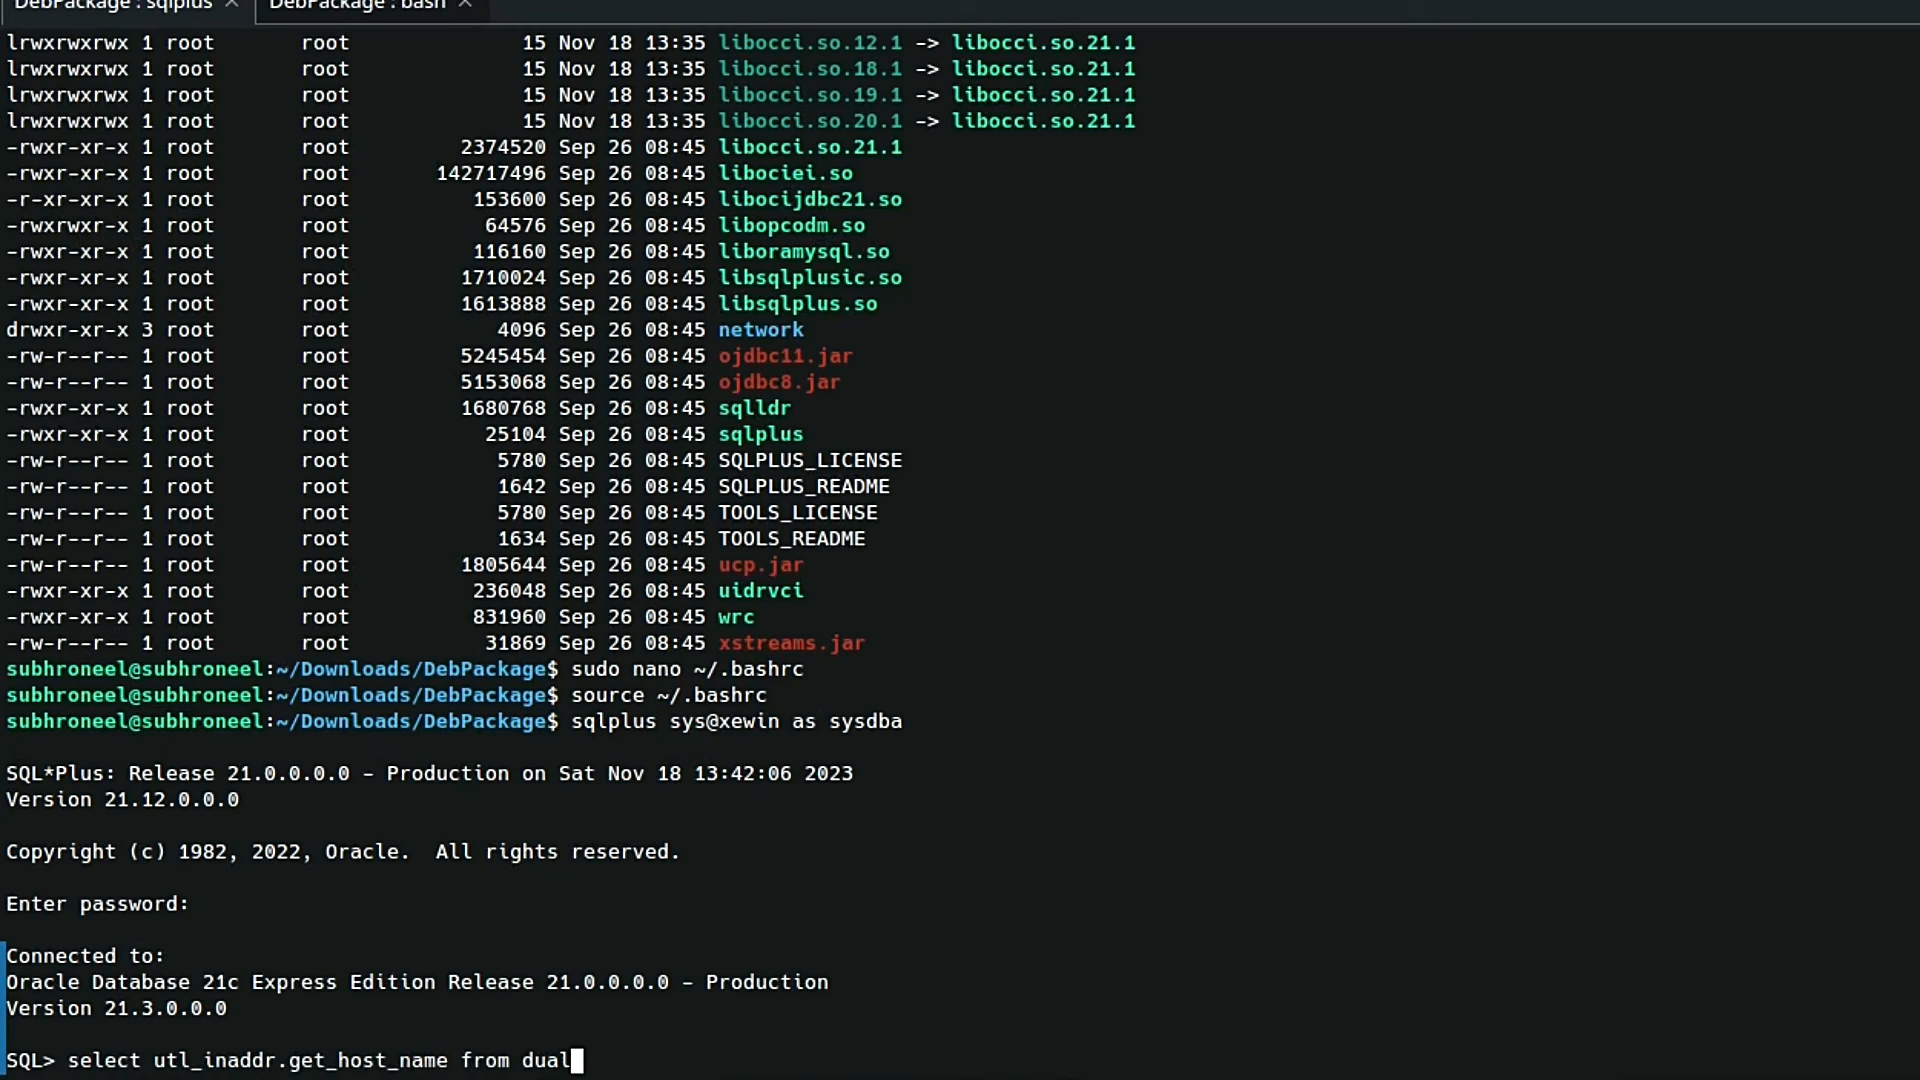 DebPackage : sqlplus × DebPackage : bash ×
lrwxrwxrwx 1 root root 15 Nov 18 13:35 libocci.so.12.1 -> libocci.so.21.1
lrwxrwxrwx 1 root root 15 Nov 18 13:35 libocci.so.18.1 -> libocci.so.21.1
lrwxrwxrwx 1 root root 15 Nov 18 13:35 libocci.so.19.1 -> libocci.so.21.1
lrwxrwxrwx 1 root root 15 Nov 18 13:35 libocci.so.20.1 -> libocci.so.21.1
-rwxr-xr-x 1 root root 2374520 Sep 26 08:45 libocci.so.21.1
-rwxr-xr-x 1 root root 142717496 Sep 26 08:45 libociei.so
-r-xr-xr-x 1 root root 153600 Sep 26 08:45 libocijdbc21.so
-rwxrwxr-x 1 root root 64576 Sep 26 08:45 libopcodm.so
-rwxr-xr-x 1 root root 116160 Sep 26 08:45 liboramysql.so
-rwxr-xr-x 1 root root 1710024 Sep 26 08:45 libsqlplusic.so
-rwxr-xr-x 1 root root 1613888 Sep 26 08:45 libsqlplus.so
drwxr-xr-x 3 root root 4096 Sep 26 08:45 network
-rw-r--r-- 1 root root 5245454 Sep 26 08:45 ojdbc11.jar
-rw-r--r-- 1 root root 5153068 Sep 26 08:45 ojdbc8.jar
-rwxr-xr-x 1 root root 1680768 Sep 26 08:45 sqlldr
-rwxr-xr-x 1 root root 25104 Sep 26 08:45 sqlplus
-rw-r--r-- 1 root root 5780 Sep 26 08:45 SQLPLUS_LICENSE
-rw-r--r-- 1 root root 1642 Sep 26 08:45 SQLPLUS_README
-rw-r--r-- 1 root root 5780 Sep 26 08:45 TOOLS_LICENSE
-rw-r--r-- 1 root root 1634 Sep 26 08:45 TOOLS_README
-rw-r--r-- 1 root root 1805644 Sep 26 08:45 ucp.jar
-rwxr-xr-x 1 root root 236048 Sep 26 08:45 uidrvci
-rwxr-xr-x 1 root root 831960 Sep 26 08:45 wrc
-rw-r--r-- 1 root root 31869 Sep 26 08:45 xstreams.jar
subhroneel@subhroneel:~/Downloads/DebPackage$ sudo nano ~/.bashrc
subhroneel@subhroneel:~/Downloads/DebPackage$ source ~/.bashrc
subhroneel@subhroneel:~/Downloads/DebPackage$ sqlplus sys@xewin as sysdba
SQL*Plus: Release 21.0.0.0.0 - Production on Sat Nov 18 13:42:06 2023
Version 21.12.0.0.0
Copyright (c) 1982, 2022, Oracle.  All rights reserved.
Enter password:
Connected to:
Oracle Database 21c Express Edition Release 21.0.0.0.0 - Production
Version 21.3.0.0.0
SQL> select utl_inaddr.get_host_name from dual